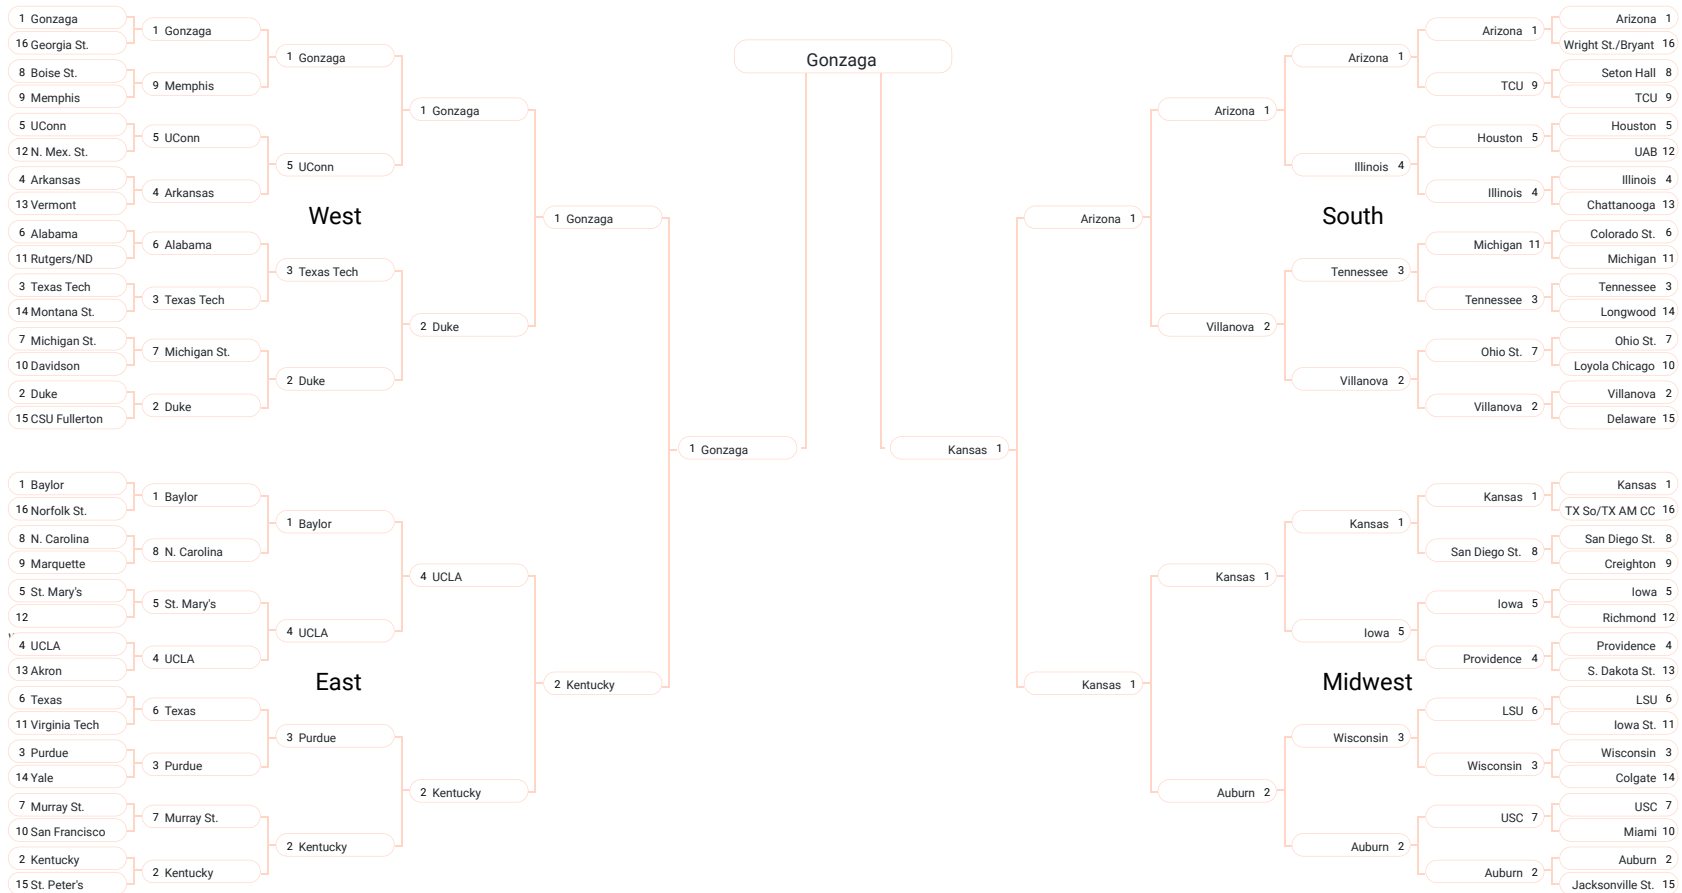 1 Gonzaga
16 Georgia St.
8 Boise St.
9 Memphis
5 UConn
12 N. Mex. St.
4 Arkansas
13 Vermont
6 Alabama
11 Rutgers/ND
3 Texas Tech
14 Montana St.
7 Michigan St.
10 Davidson
2 Duke
15 CSU Fullerton
1 Gonzaga
9 Memphis
5 UConn
4 Arkansas
6 Alabama
3 Texas Tech
7 Michigan St.
2 Duke
1 Gonzaga
5 UConn
3 Texas Tech
2 Duke
West
1 Gonzaga
2 Duke
1 Gonzaga
1 Baylor
16 Norfolk St.
8 N. Carolina
9 Marquette
5 St. Mary's
12
4 UCLA
13 Akron
6 Texas
11 Virginia Tech
3 Purdue
14 Yale
7 Murray St.
10 San Francisco
2 Kentucky
15 St. Peter's
1 Baylor
8 N. Carolina
5 St. Mary's
4 UCLA
6 Texas
3 Purdue
7 Murray St.
2 Kentucky
1 Baylor
4 UCLA
3 Purdue
2 Kentucky
East
4 UCLA
2 Kentucky
2 Kentucky
1 Gonzaga
Gonzaga
Kansas 1
Arizona 1
Arizona 1
Villanova 2
South
Arizona 1
Illinois 4
Tennessee 3
Villanova 2
Arizona 1
TCU 9
Houston 5
Illinois 4
Michigan 11
Tennessee 3
Ohio St. 7
Villanova 2
Arizona 1
Wright St./Bryant 16
Seton Hall 8
TCU 9
Houston 5
UAB 12
Illinois 4
Chattanooga 13
Colorado St. 6
Michigan 11
Tennessee 3
Longwood 14
Ohio St. 7
Loyola Chicago 10
Villanova 2
Delaware 15
Kansas 1
Kansas 1
Auburn 2
Midwest
Kansas 1
Iowa 5
Wisconsin 3
Auburn 2
Kansas 1
San Diego St. 8
Iowa 5
Providence 4
LSU 6
Wisconsin 3
USC 7
Auburn 2
Kansas 1
TX So/TX AM CC 16
San Diego St. 8
Creighton 9
Iowa 5
Richmond 12
Providence 4
S. Dakota St. 13
LSU 6
Iowa St. 11
Wisconsin 3
Colgate 14
USC 7
Miami 10
Auburn 2
Jacksonville St. 15